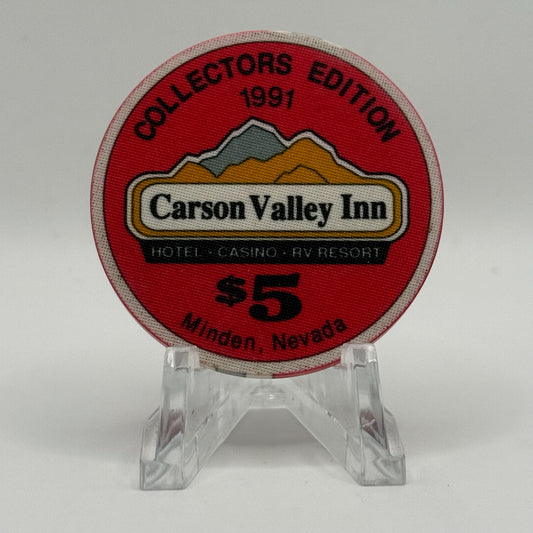 COLLECTORS EDITION
1991
Carson Valley Inn
HOTEL · CASINO · RV RESORT
$5
Minden, Nevada